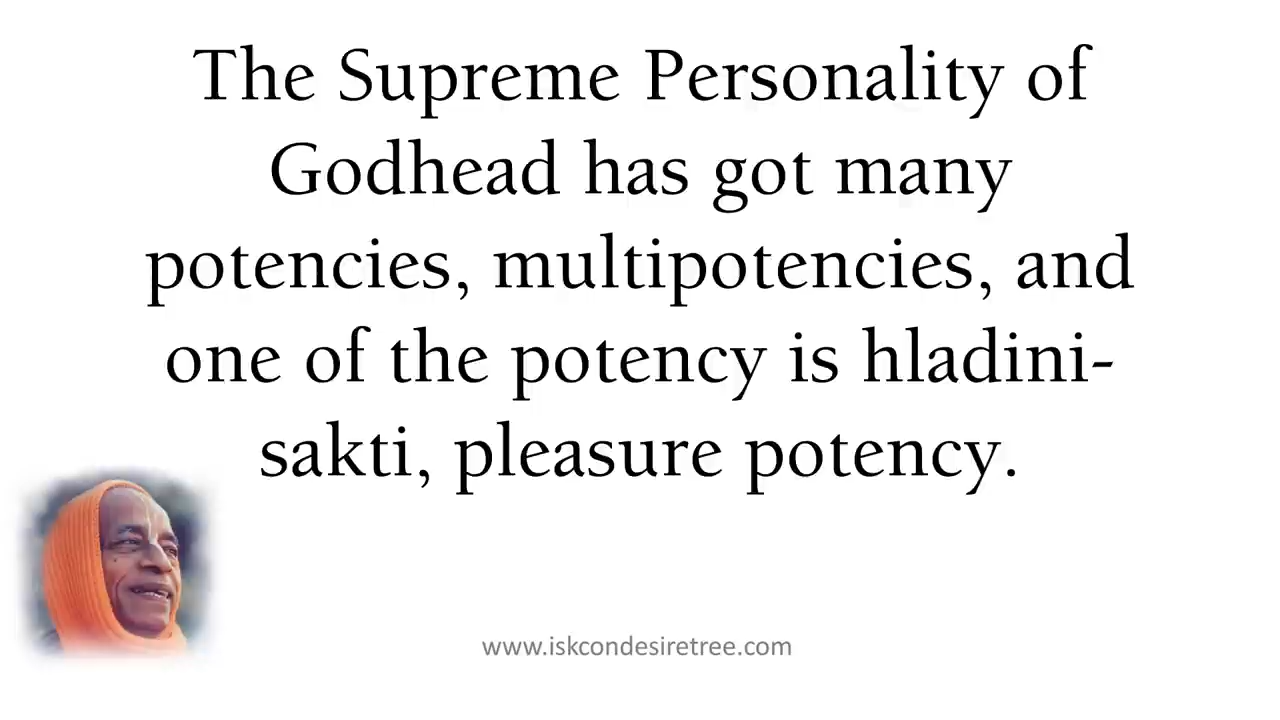 The Supreme Personality of
Godhead has got many
potencies, multipotencies, and
one of the potency is hladini-
sakti, pleasure potency.
www.iskcondesiretree.com